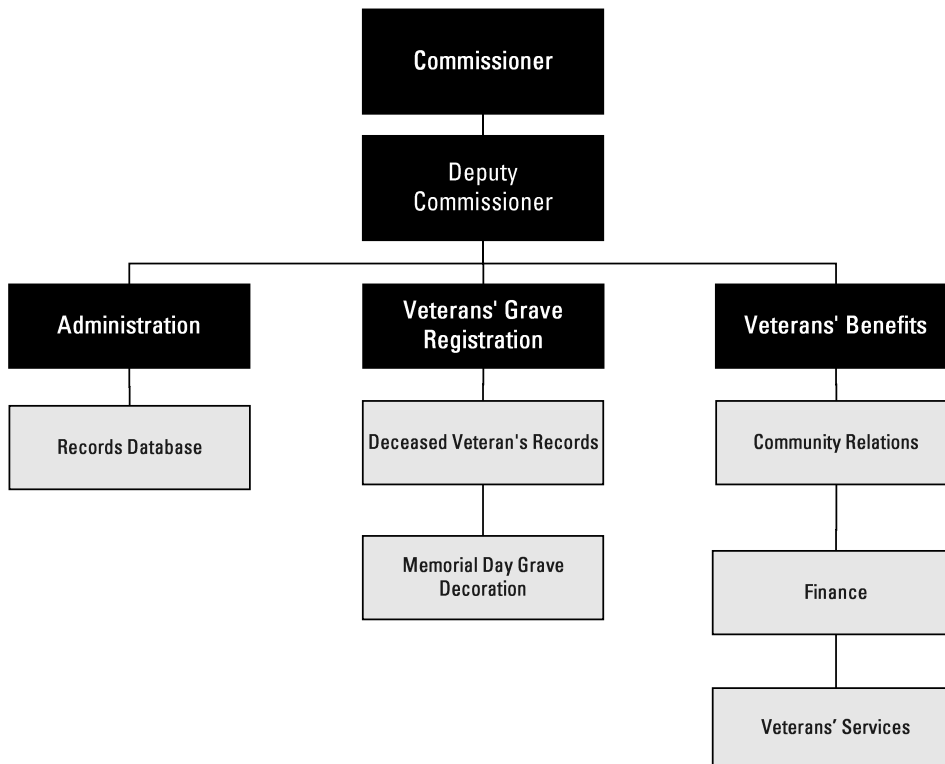 Commissioner
Deputy
Commissioner
Administration
Veterans' Grave
Registration
Veterans' Benefits
Records Database
Deceased Veteran's Records
Community Relations
Memorial Day Grave
Decoration
Finance
Veterans’ Services